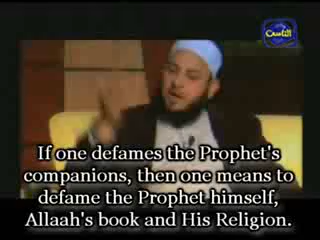 الناس
If one defames the Prophet's
companions, then one means to
defame the Prophet himself,
Allaah's book and His Religion.